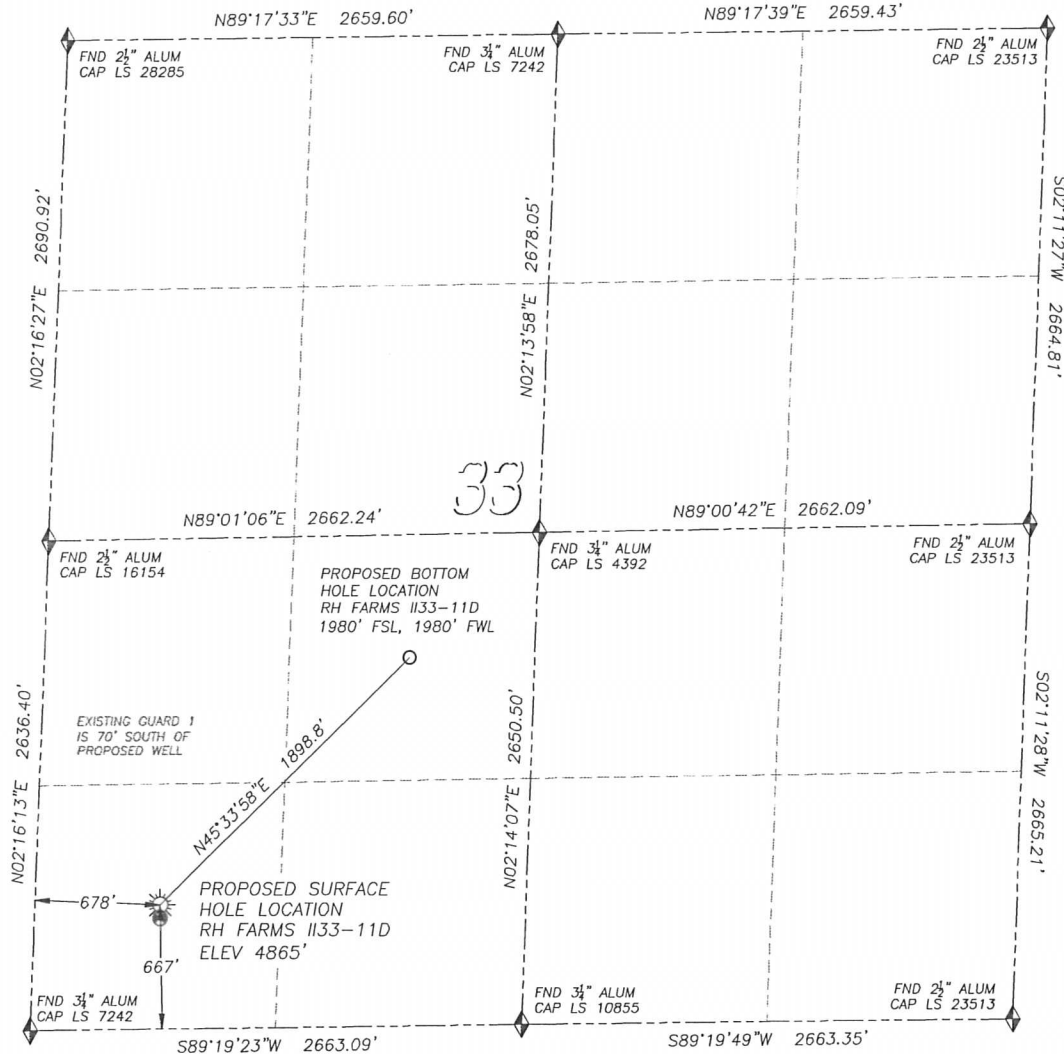 N89°17'33"E 2659.60'
N89°17'39"E 2659.43'
FND 2½" ALUM
CAP LS 28285
FND 3¼" ALUM
CAP LS 7242
FND 2½" ALUM
CAP LS 23513
N02°16'27"E 2690.92'
N02°13'58"E 2678.05'
S02°11'27"W 2664.81'
33
N89°01'06"E 2662.24'
N89°00'42"E 2662.09'
FND 2½" ALUM
CAP LS 16154
FND 3¼" ALUM
CAP LS 4392
FND 2½" ALUM
CAP LS 23513
PROPOSED BOTTOM
HOLE LOCATION
RH FARMS II33-11D
1980' FSL, 1980' FWL
EXISTING GUARD 1
IS 70' SOUTH OF
PROPOSED WELL
N45°33'58"E 1898.8'
N02°16'13"E 2636.40'
N02°14'07"E 2650.50'
S02°11'28"W 2665.21'
678'
PROPOSED SURFACE
HOLE LOCATION
RH FARMS II33-11D
ELEV 4865'
667'
FND 3¼" ALUM
CAP LS 7242
FND 3¼" ALUM
CAP LS 10855
FND 2½" ALUM
CAP LS 23513
S89°19'23"W 2663.09'
S89°19'49"W 2663.35'